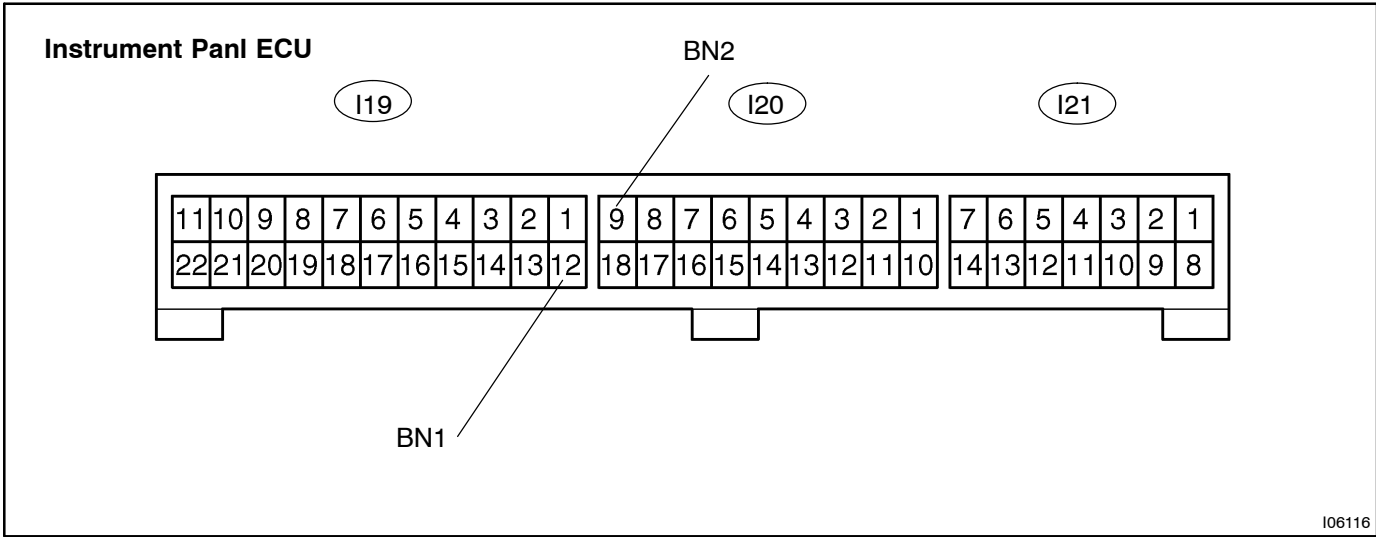 Instrument Panl ECU
BN2
I19 I20 I21
11 10 9 8 7 6 5 4 3 2 1 9 8 7 6 5 4 3 2 1 7 6 5 4 3 2 1
22 21 20 19 18 17 16 15 14 13 12 18 17 16 15 14 13 12 11 10 14 13 12 11 10 9 8
BN1
I06116